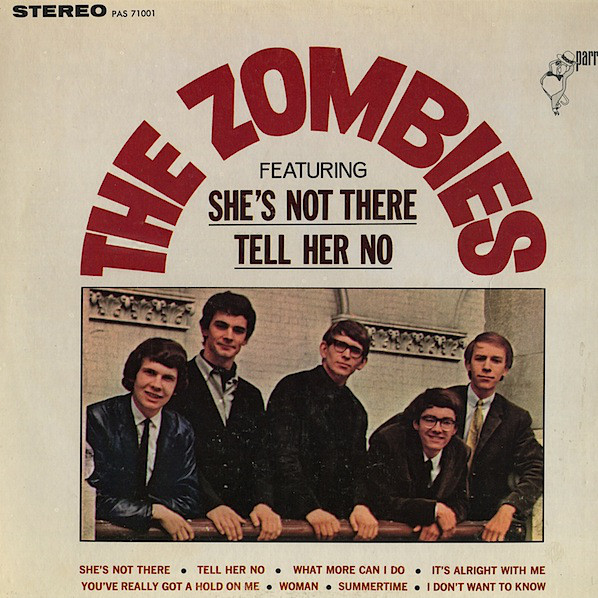 STEREO PAS 71001
parr
THE ZOMBIES
FEATURING
SHE'S NOT THERE
TELL HER NO
SHE'S NOT THERE • TELL HER NO • WHAT MORE CAN I DO • IT'S ALRIGHT WITH ME
YOU'VE REALLY GOT A HOLD ON ME • WOMAN • SUMMERTIME • I DON'T WANT TO KNOW